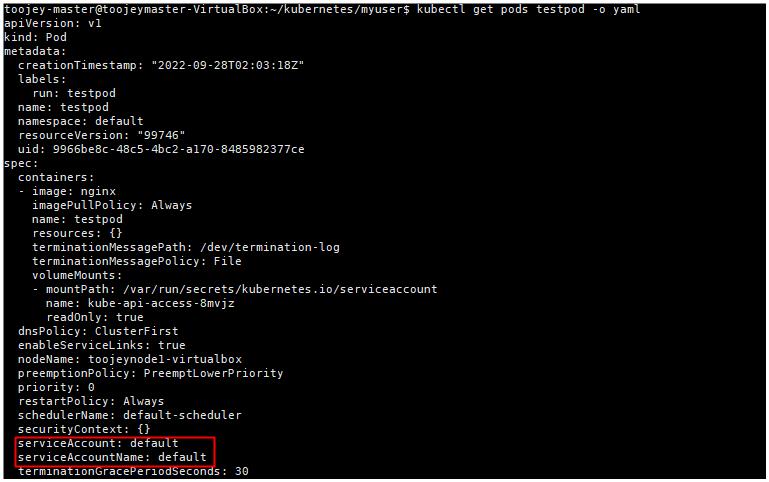 toojey-master@toojeymaster-VirtualBox:~/kubernetes/myuser$ kubectl get pods testpod -o yaml
apiVersion: v1
kind: Pod
metadata:
  creationTimestamp: "2022-09-28T02:03:18Z"
  labels:
    run: testpod
  name: testpod
  namespace: default
  resourceVersion: "99746"
  uid: 9966be8c-48c5-4bc2-a170-8485982377ce
spec:
  containers:
  - image: nginx
    imagePullPolicy: Always
    name: testpod
    resources: {}
    terminationMessagePath: /dev/termination-log
    terminationMessagePolicy: File
    volumeMounts:
    - mountPath: /var/run/secrets/kubernetes.io/serviceaccount
      name: kube-api-access-8mvjz
      readOnly: true
  dnsPolicy: ClusterFirst
  enableServiceLinks: true
  nodeName: toojeynode1-virtualbox
  preemptionPolicy: PreemptLowerPriority
  priority: 0
  restartPolicy: Always
  schedulerName: default-scheduler
  securityContext: {}
  serviceAccount: default
  serviceAccountName: default
  terminationGracePeriodSeconds: 30